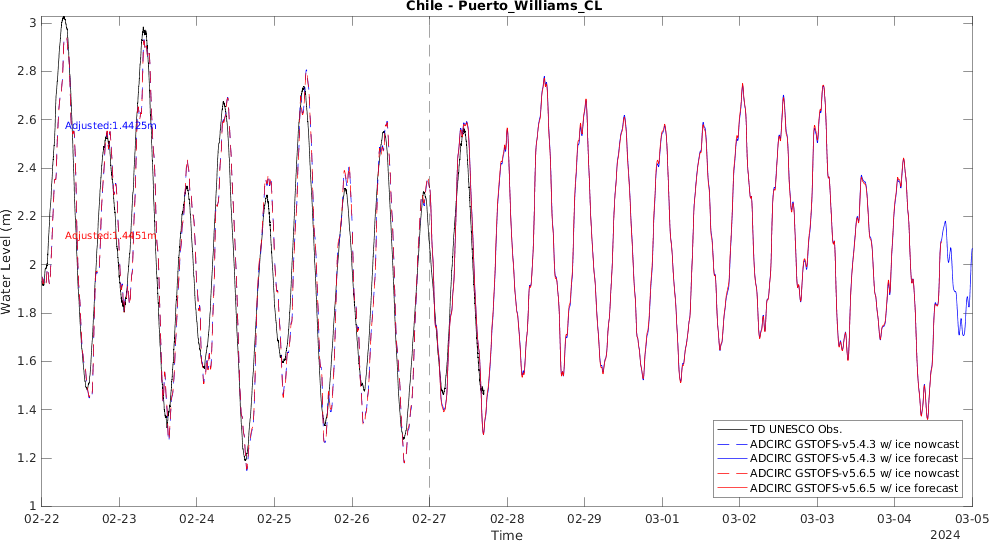 Chile - Puerto_Williams_CL
3
2.8
2.6
2.4
2.2
2
1.8
1.6
1.4
1.2
1
Water Level (m)
Adjusted:1.4425m
Adjusted:1.4451m
TD UNESCO Obs.
ADCIRC GSTOFS-v5.4.3 w/ ice nowcast
ADCIRC GSTOFS-v5.4.3 w/ ice forecast
ADCIRC GSTOFS-v5.6.5 w/ ice nowcast
ADCIRC GSTOFS-v5.6.5 w/ ice forecast
02-22 02-23 02-24 02-25 02-26 02-27 02-28 02-29 03-01 03-02 03-03 03-04 03-05
Time
2024